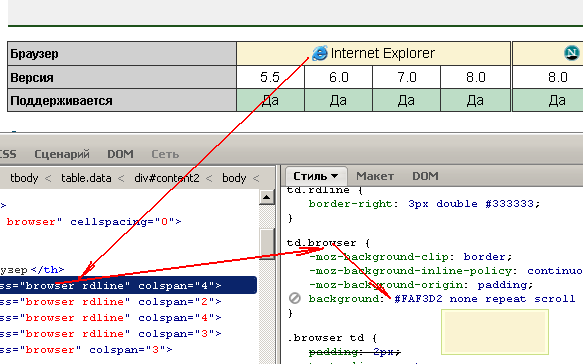 Браузер Internet Explorer
Версия 5.5 6.0 7.0 8.0 8.0
Поддерживается Да Да Да Да Да
CSS Сценарий DOM Сеть
tbody < table.data < div#content2 < body <
Стиль Макет DOM
td.rdline {
border-right: 3px double #333333;
}
browser" cellspacing="0">
td.browser {
-moz-background-clip: border;
узер</th>
-moz-background-inline-policy: continuo
ss="browser rdline" colspan="4">
-moz-background-origin: padding;
ss="browser rdline" colspan="2">
background: #FAF3D2 none repeat scroll
ss="browser rdline" colspan="4">
}
ss="browser rdline" colspan="3">
.browser td {
ss="browser rdline" colspan="3">
padding: 2px;